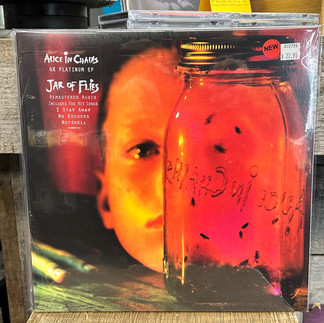 ALICE IN CHAINS
4X PLATINUM EP
JAR OF FLIES
REMASTERED AUDIO
INCLUDES THE HIT SONGS
I STAY AWAY
NO EXCUSES
NUTSHELL
NEW
ALICE IN CHAINS